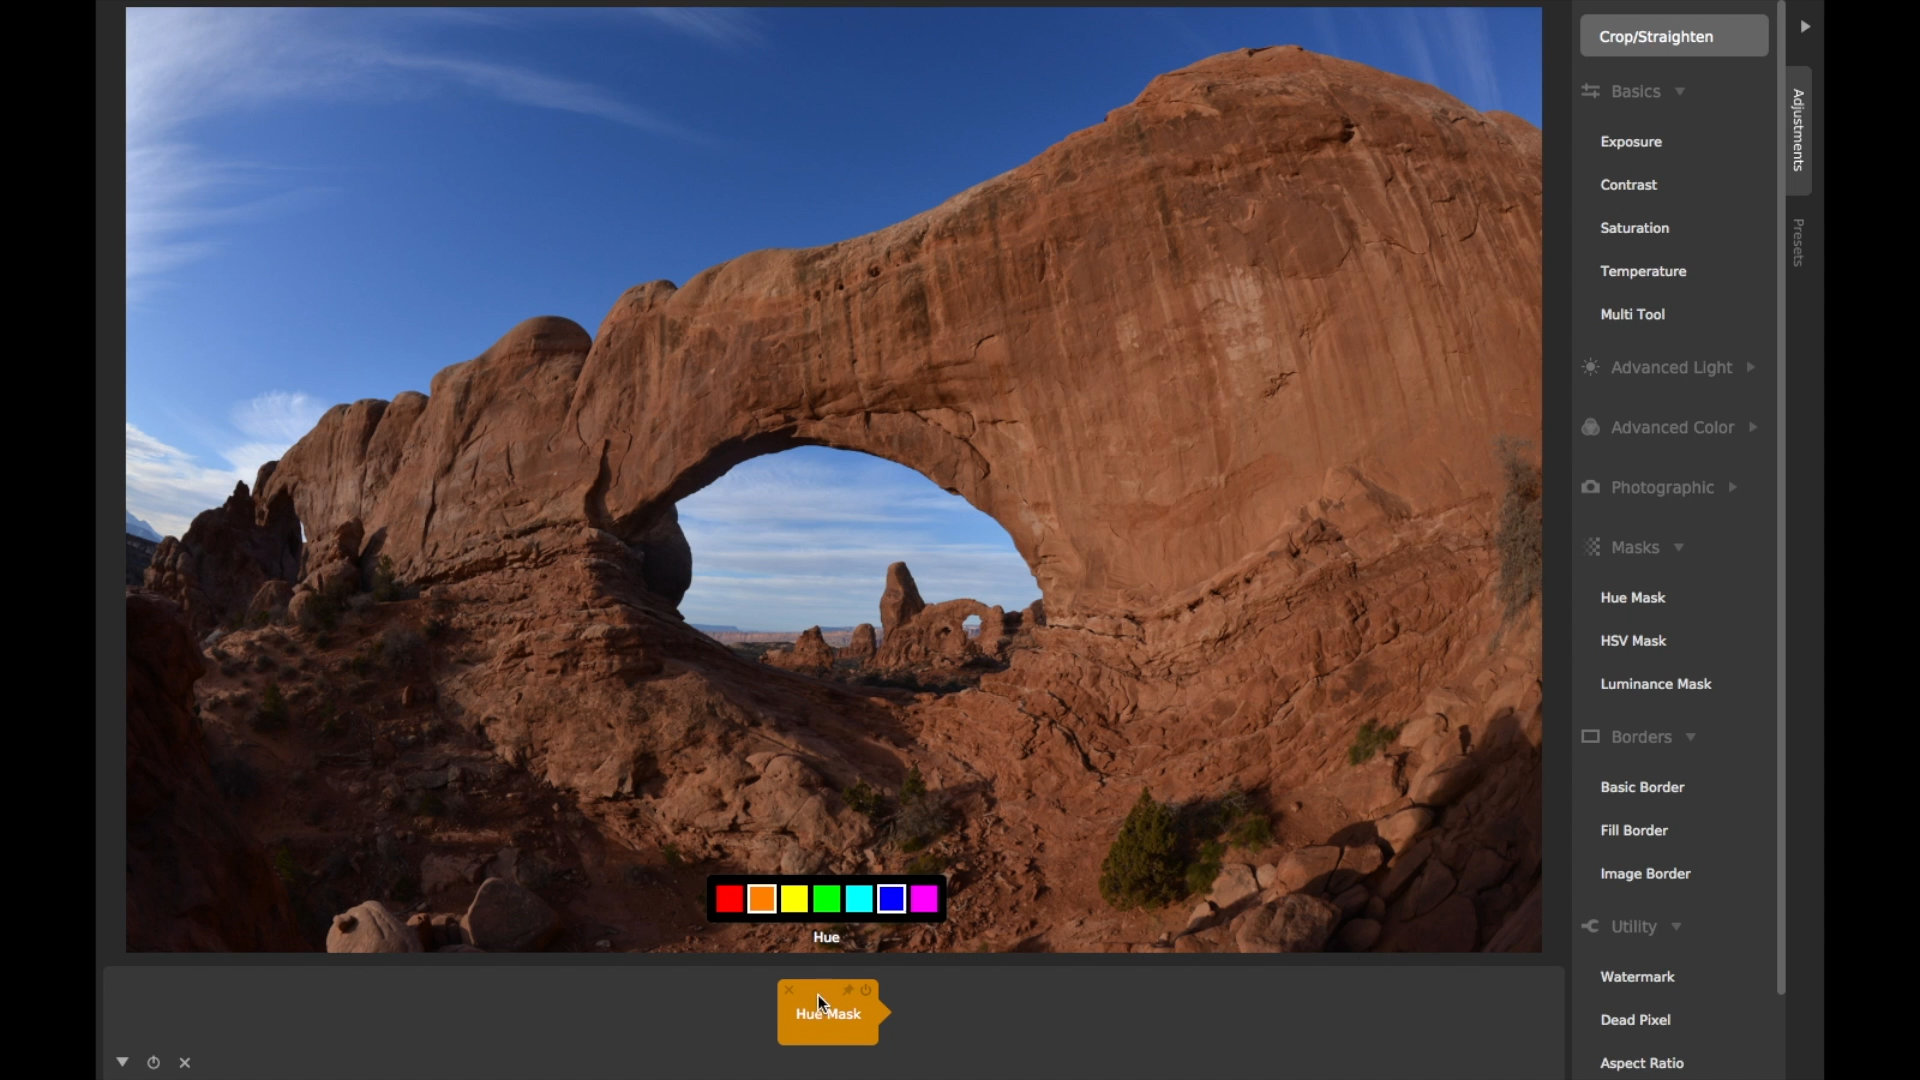 Crop/Straighten
Basics
Exposure
Contrast
Saturation
Temperature
Multi Tool
Advanced Light
Advanced Color
Photographic
Masks
Hue Mask
HSV Mask
Luminance Mask
Borders
Basic Border
Fill Border
Image Border
Utility
Watermark
Dead Pixel
Aspect Ratio
Adjustments
Presets
Hue
Hue Mask